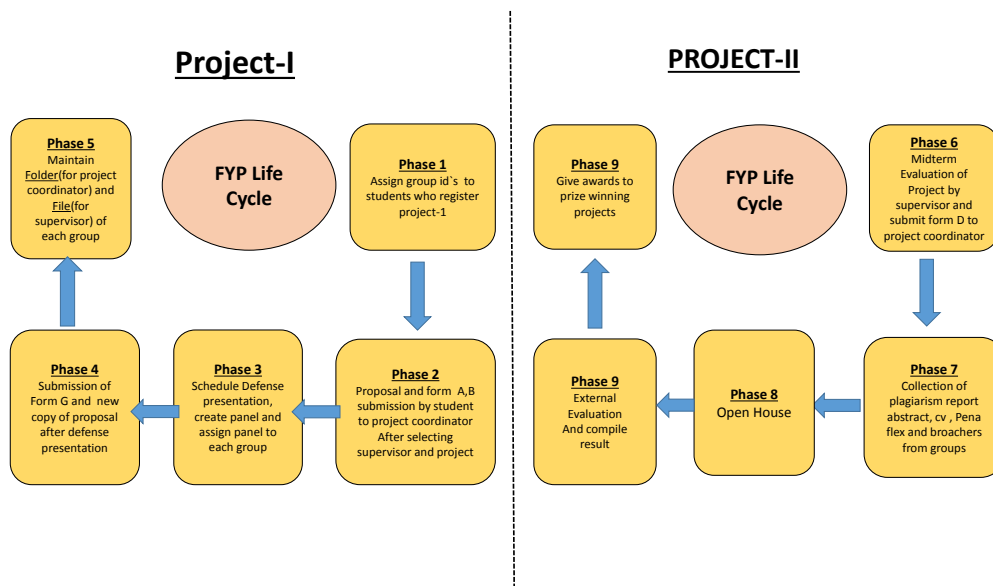 Project-I
FYP Life
Cycle
Phase 1
Assign group id`s to
students who register
project-1
Phase 2
Proposal and form A,B
submission by student
to project coordinator
After selecting
supervisor and project
Phase 3
Schedule Defense
presentation,
create panel and
assign panel to
each group
Phase 4
Submission of
Form G and new
copy of proposal
after defense
presentation
Phase 5
Maintain
Folder(for project
coordinator) and
File(for
supervisor) of
each group
PROJECT-II
FYP Life
Cycle
Phase 6
Midterm
Evaluation of
Project by
supervisor and
submit form D to
project coordinator
Phase 7
Collection of
plagiarism report
abstract, cv , Pena
flex and broachers
from groups
Phase 8
Open House
Phase 9
External
Evaluation
And compile
result
Phase 9
Give awards to
prize winning
projects